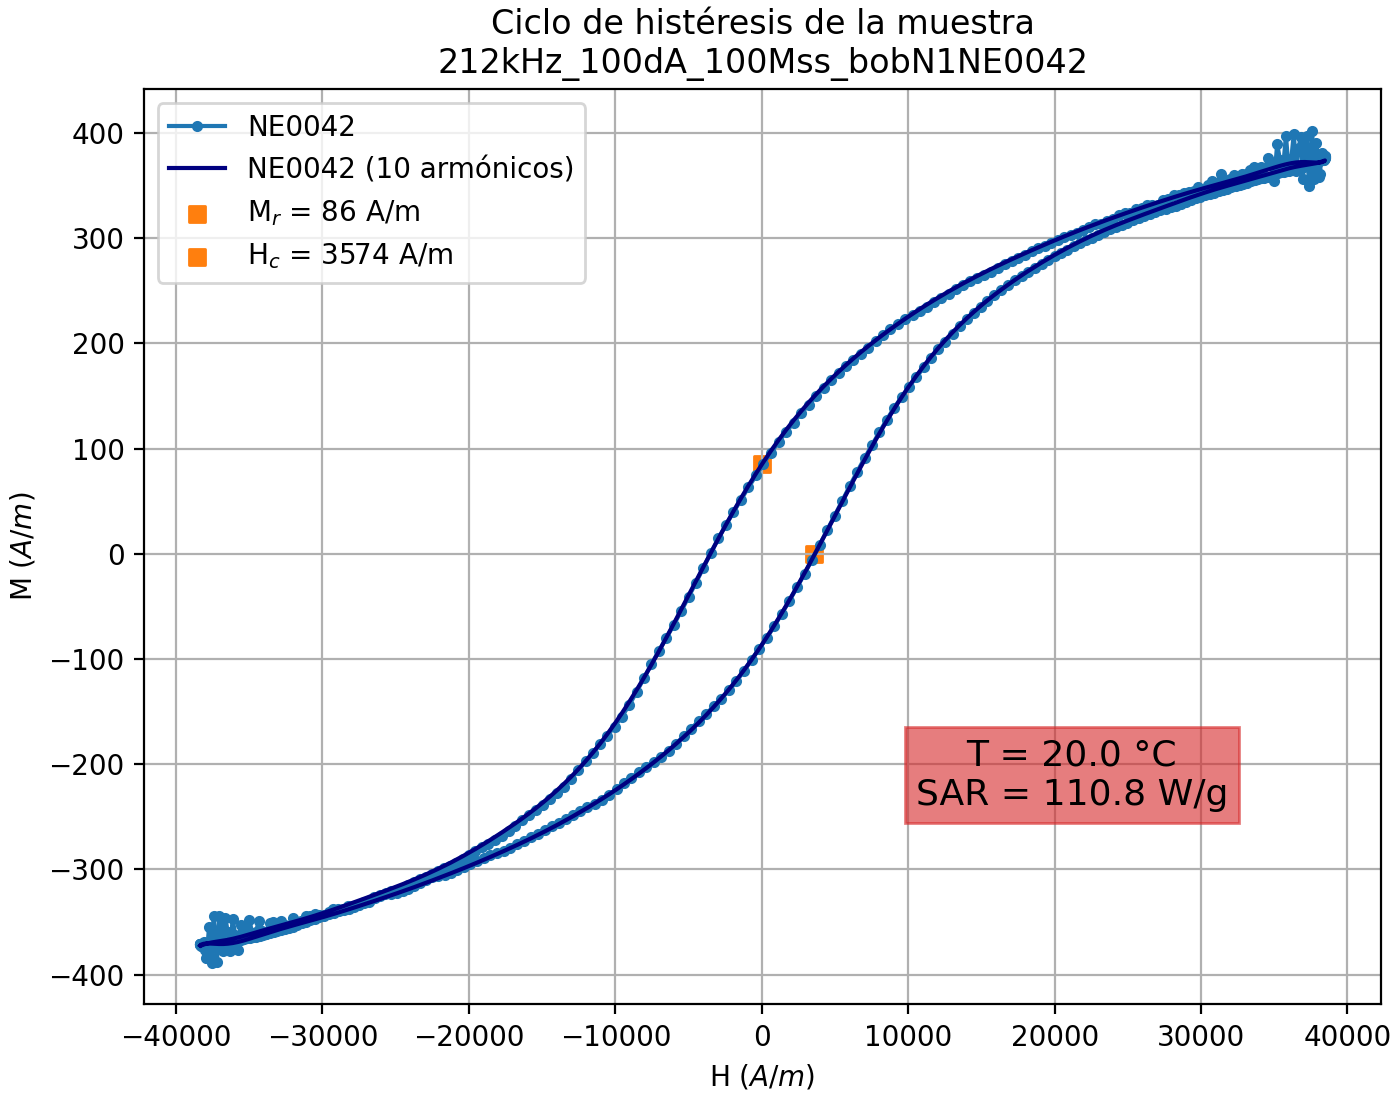 Ciclo de histéresis de la muestra
212kHz_100dA_100Mss_bobN1NE0042
NE0042
NE0042 (10 armónicos)
Mᵣ = 86 A/m
H_c = 3574 A/m
400
300
200
100
0
−100
−200
−300
−400
M (A/m)
T = 20.0 °C
SAR = 110.8 W/g
−40000 −30000 −20000 −10000 0 10000 20000 30000 40000
H (A/m)